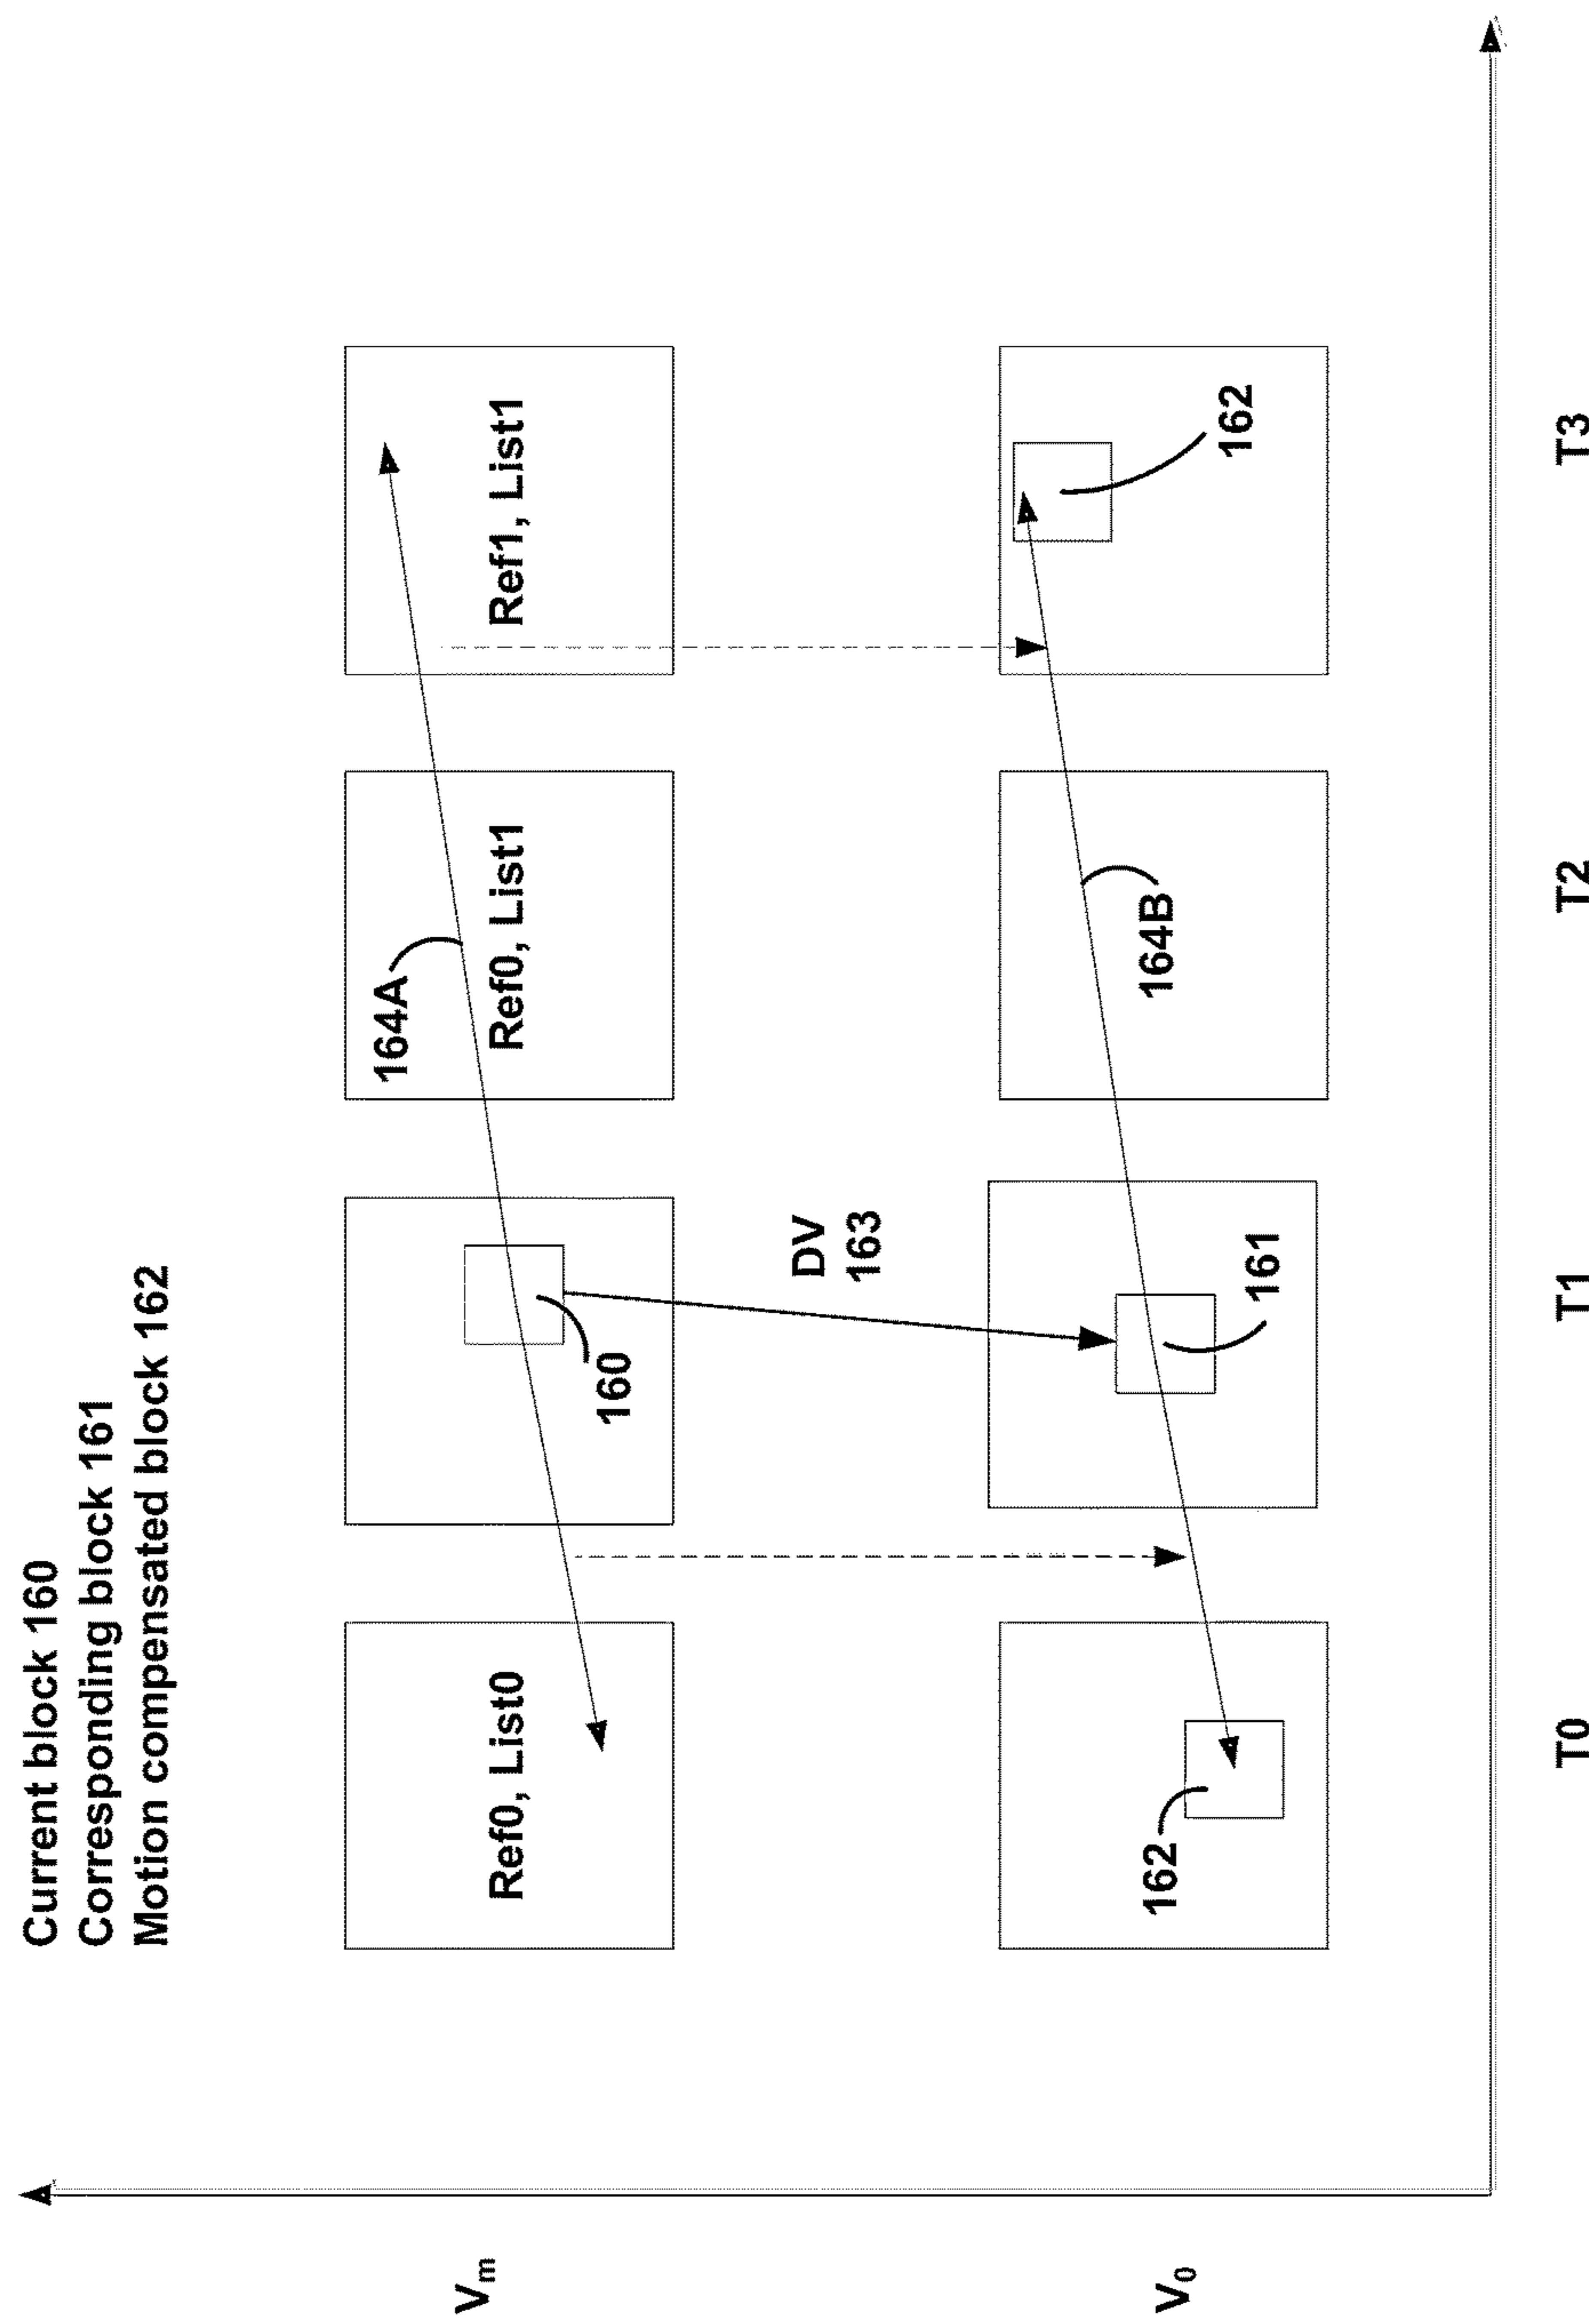 Current block 160
Corresponding block 161
Motion compensated block 162
Vm
Ref0, List0
160
164A
Ref0, List1
Ref1, List1
DV
163
V0
162
161
164B
162
T0
T1
T2
T3